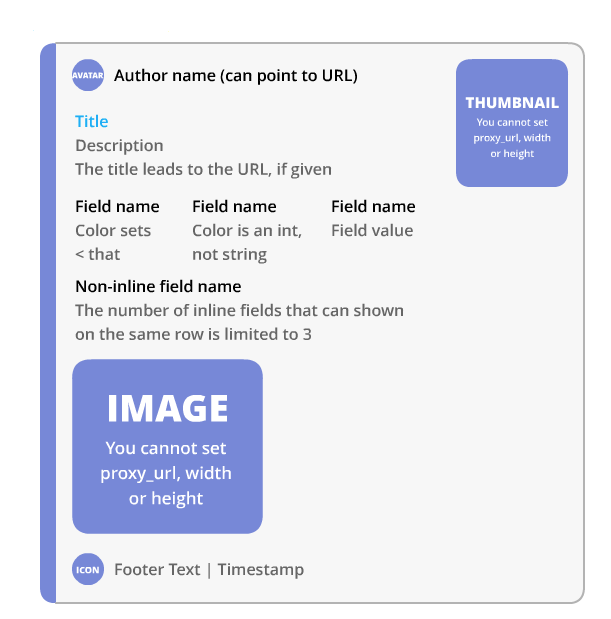 AVATAR Author name (can point to URL)
THUMBNAIL
You cannot set
proxy_url, width
or height
Title
Description
The title leads to the URL, if given
Field name Field name Field name
Color sets Color is an int, Field value
< that not string
Non-inline field name
The number of inline fields that can shown
on the same row is limited to 3
IMAGE
You cannot set
proxy_url, width
or height
ICON Footer Text | Timestamp